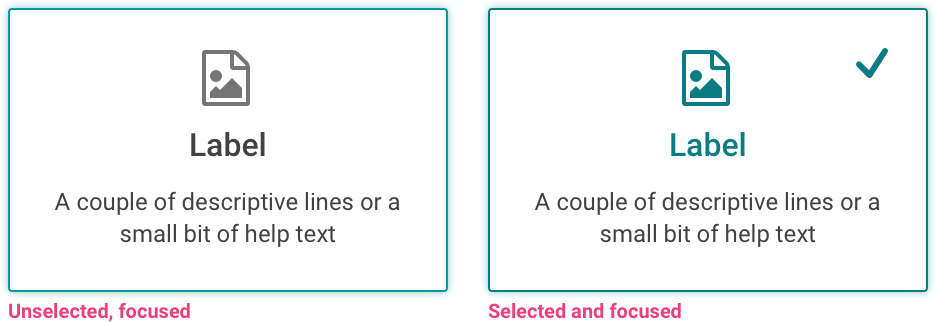 Label
A couple of descriptive lines or a
small bit of help text
Unselected, focused
Label
A couple of descriptive lines or a
small bit of help text
Selected and focused